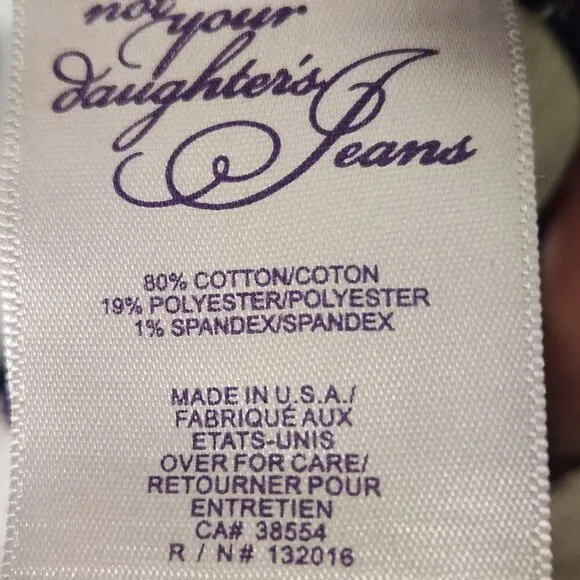 not your
daughter's
Jeans
80% COTTON/COTON
19% POLYESTER/POLYESTER
1% SPANDEX/SPANDEX
MADE IN U.S.A./
FABRIQUÉ AUX
ETATS-UNIS
OVER FOR CARE/
RETOURNER POUR
ENTRETIEN
CA# 38554
R / N # 132016